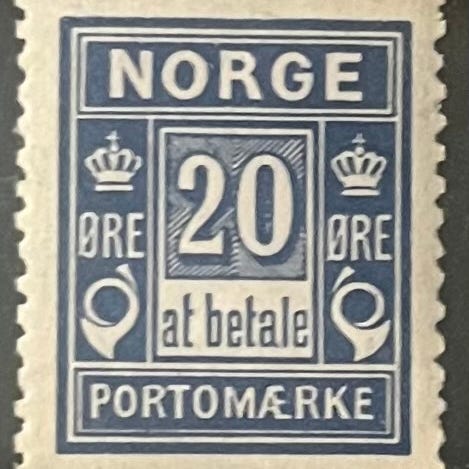 NORGE
20
ØRE
ØRE
at betale
PORTOMÆRKE